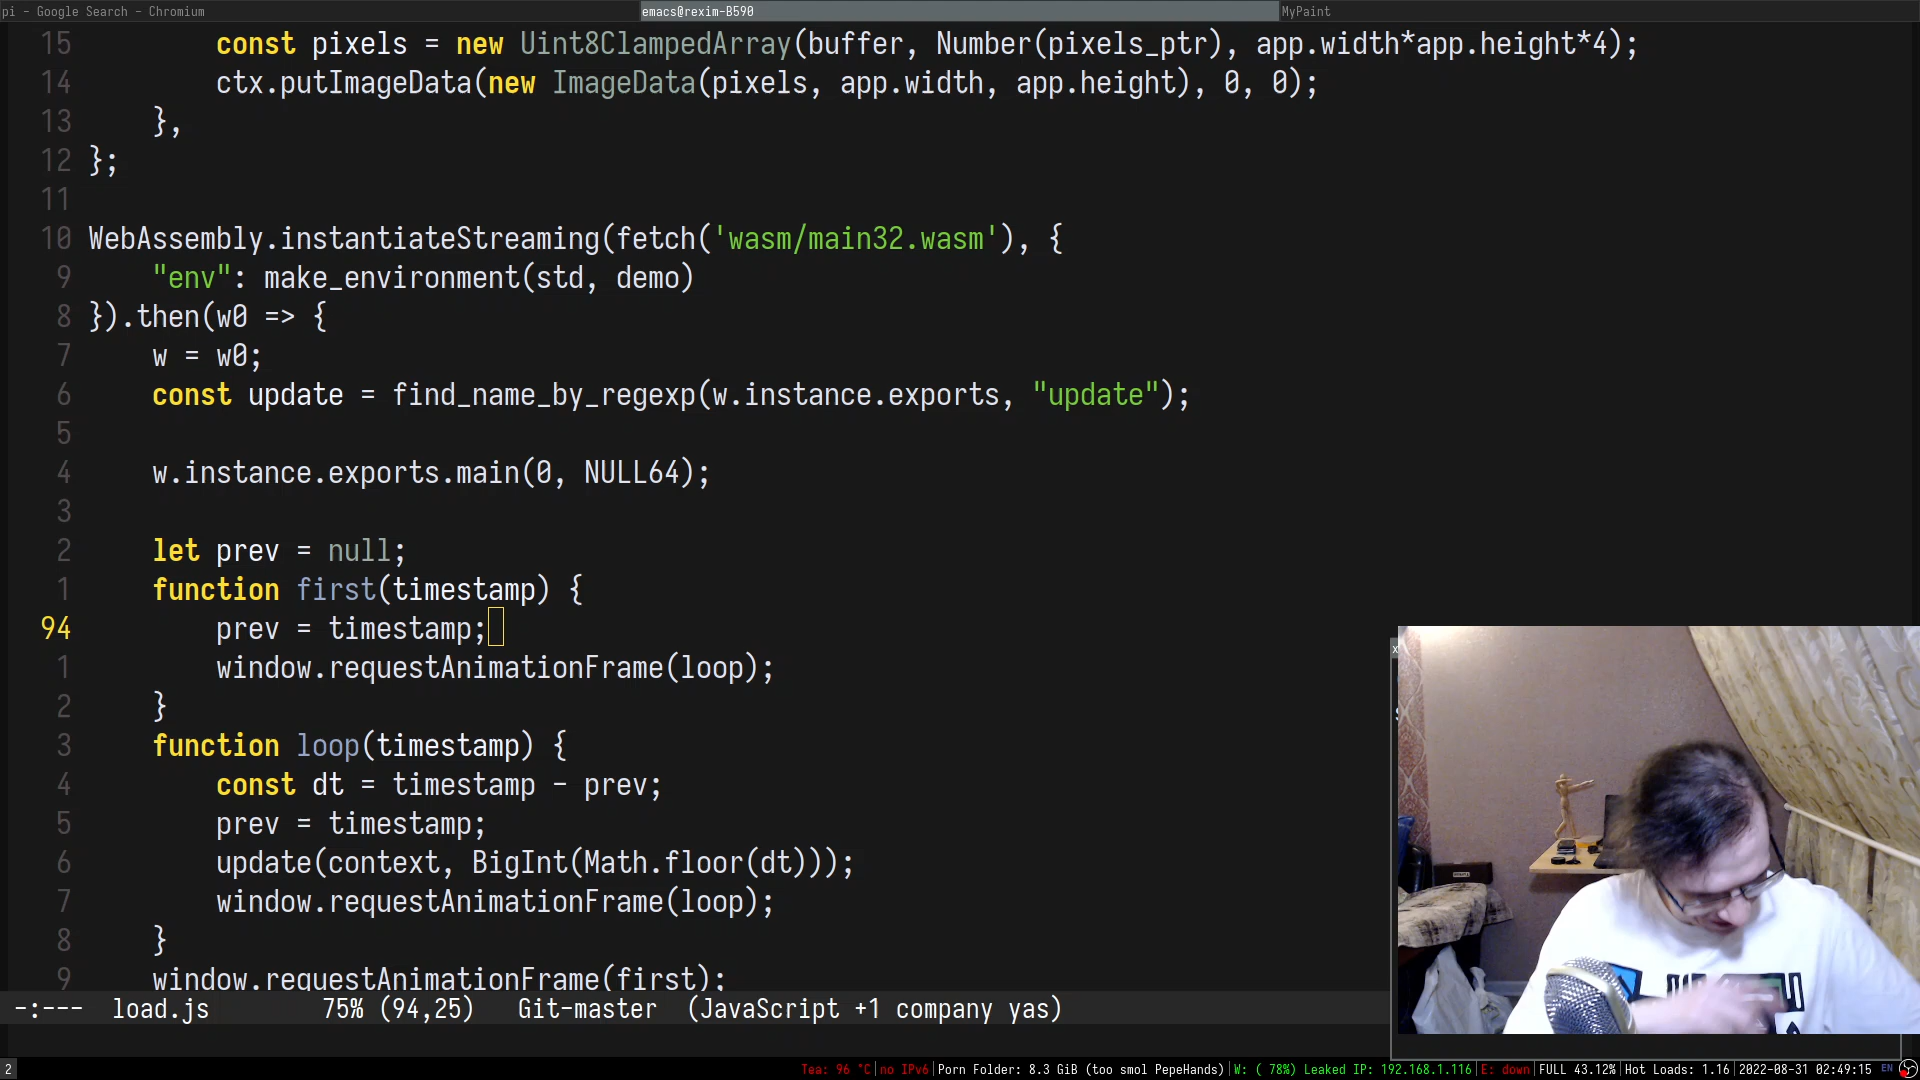 pi - Google Search - Chromium
emacs@rexim-B590
MyPaint
15 const pixels = new Uint8ClampedArray(buffer, Number(pixels_ptr), app.width*app.height*4);
14 ctx.putImageData(new ImageData(pixels, app.width, app.height), 0, 0);
13 },
12 };
11
10 WebAssembly.instantiateStreaming(fetch('wasm/main32.wasm'), {
9 "env": make_environment(std, demo)
8 }).then(w0 => {
7 w = w0;
6 const update = find_name_by_regexp(w.instance.exports, "update");
5
4 w.instance.exports.main(0, NULL64);
3
2 let prev = null;
1 function first(timestamp) {
94 prev = timestamp;
1 window.requestAnimationFrame(loop);
2 }
3 function loop(timestamp) {
4 const dt = timestamp - prev;
5 prev = timestamp;
6 update(context, BigInt(Math.floor(dt)));
7 window.requestAnimationFrame(loop);
8 }
9 window.requestAnimationFrame(first);
-:--- load.js 75% (94,25) Git-master (JavaScript +1 company yas)
2 Tea: 96 °C|no IPv6|Porn Folder: 8.3 GiB (too smol PepeHands)|W: ( 78%) Leaked IP: 192.168.1.116|E: down|FULL 43.12%|Hot Loads: 1.16|2022-08-31 02:49:15 EN